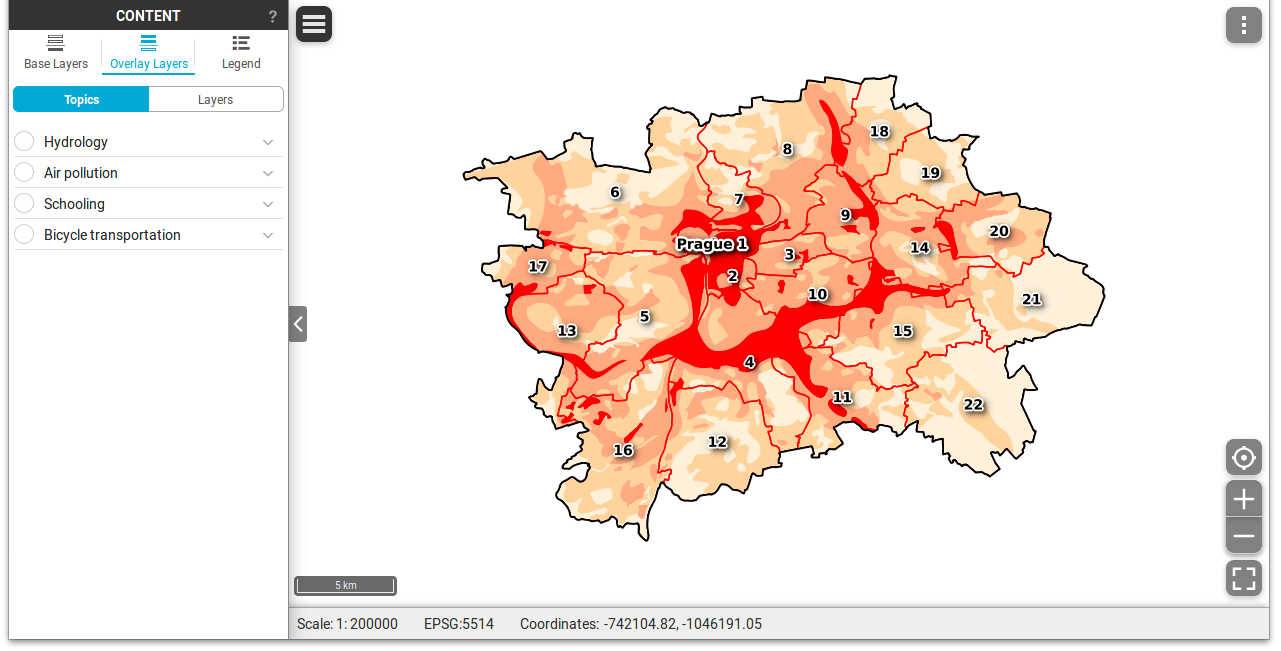 CONTENT ?
Base Layers Overlay Layers Legend
Topics Layers
Hydrology
Air pollution
Schooling
Bicycle transportation
18
8
19
6
7
9
20
Prague 1
14
3
17
2
10
21
5
13
15
4
11
22
12
16
5 km
Scale: 1: 200000 EPSG:5514 Coordinates: -742104.82, -1046191.05